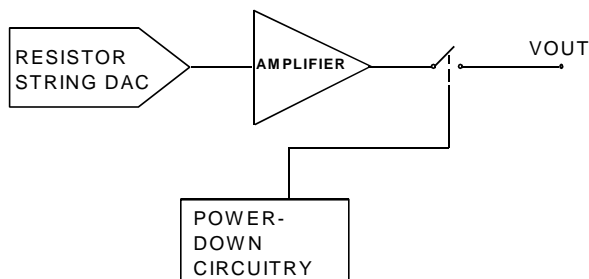 RESISTOR
STRING DAC
AMPLIFIER
VOUT
POWER-
DOWN
CIRCUITRY